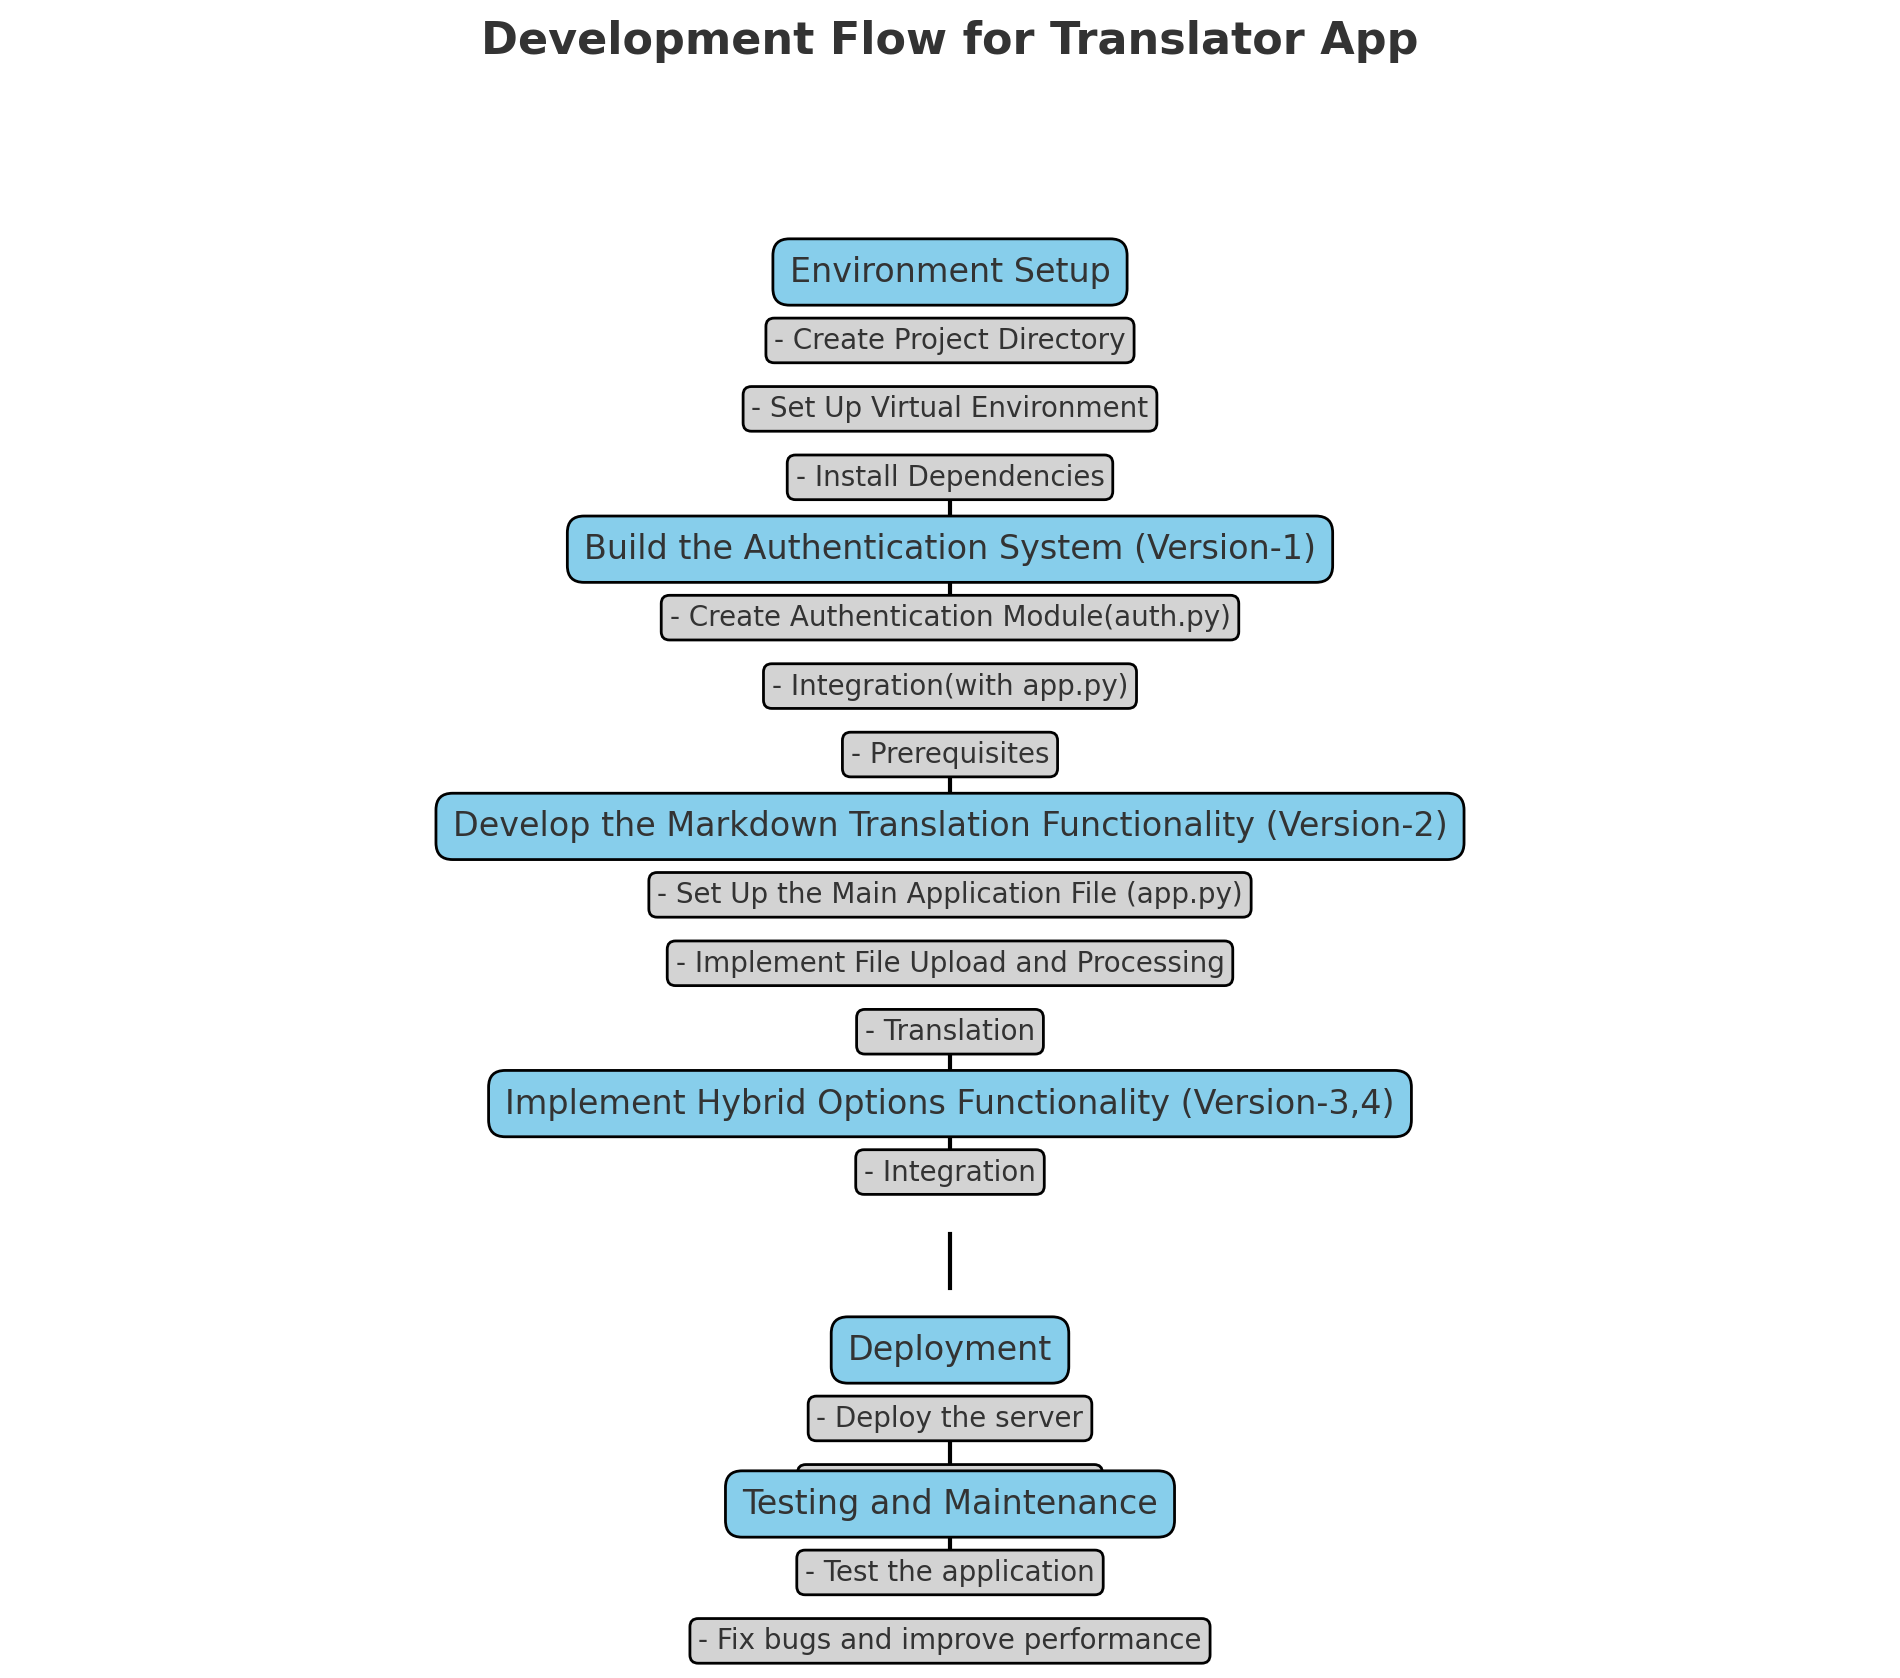 Development Flow for Translator App
Environment Setup
- Create Project Directory
- Set Up Virtual Environment
- Install Dependencies
Build the Authentication System (Version-1)
- Create Authentication Module(auth.py)
- Integration(with app.py)
- Prerequisites
Develop the Markdown Translation Functionality (Version-2)
- Set Up the Main Application File (app.py)
- Implement File Upload and Processing
- Translation
Implement Hybrid Options Functionality (Version-3,4)
- Integration
Deployment
- Deploy the server
Testing and Maintenance
- Test the application
- Fix bugs and improve performance